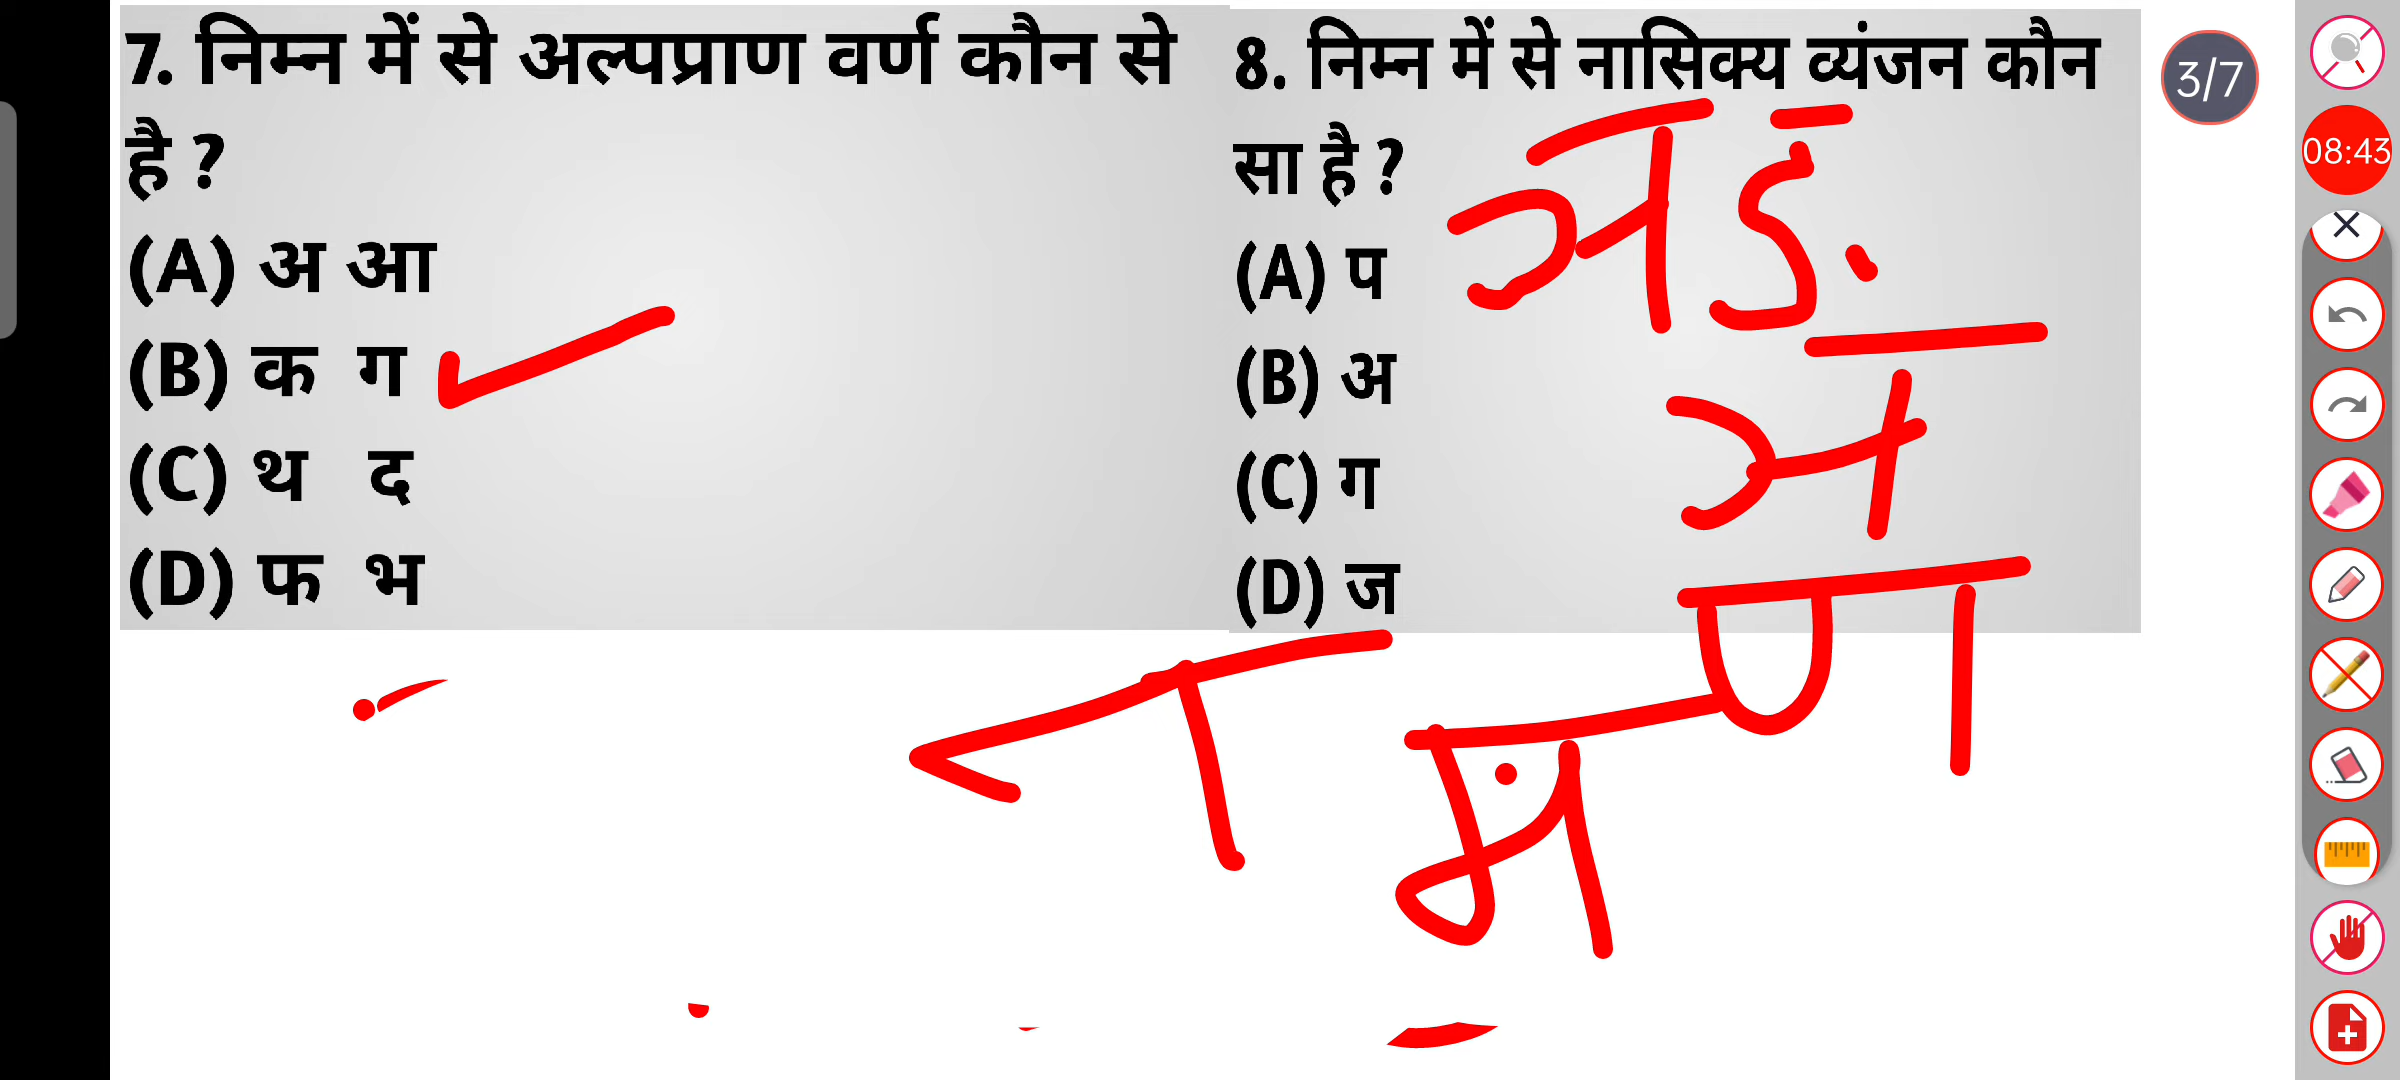 7. निम्न में से अल्पप्राण वर्ण कौन से
है ?
(A) अ आ
(B) क ग
(C) थ द
(D) फ भ
8. निम्न में से नासिक्य व्यंजन कौन
सा है ?
(A) प
(B) अ
(C) ग
(D) ज
ङ
ण
न
म
3/7
08:43